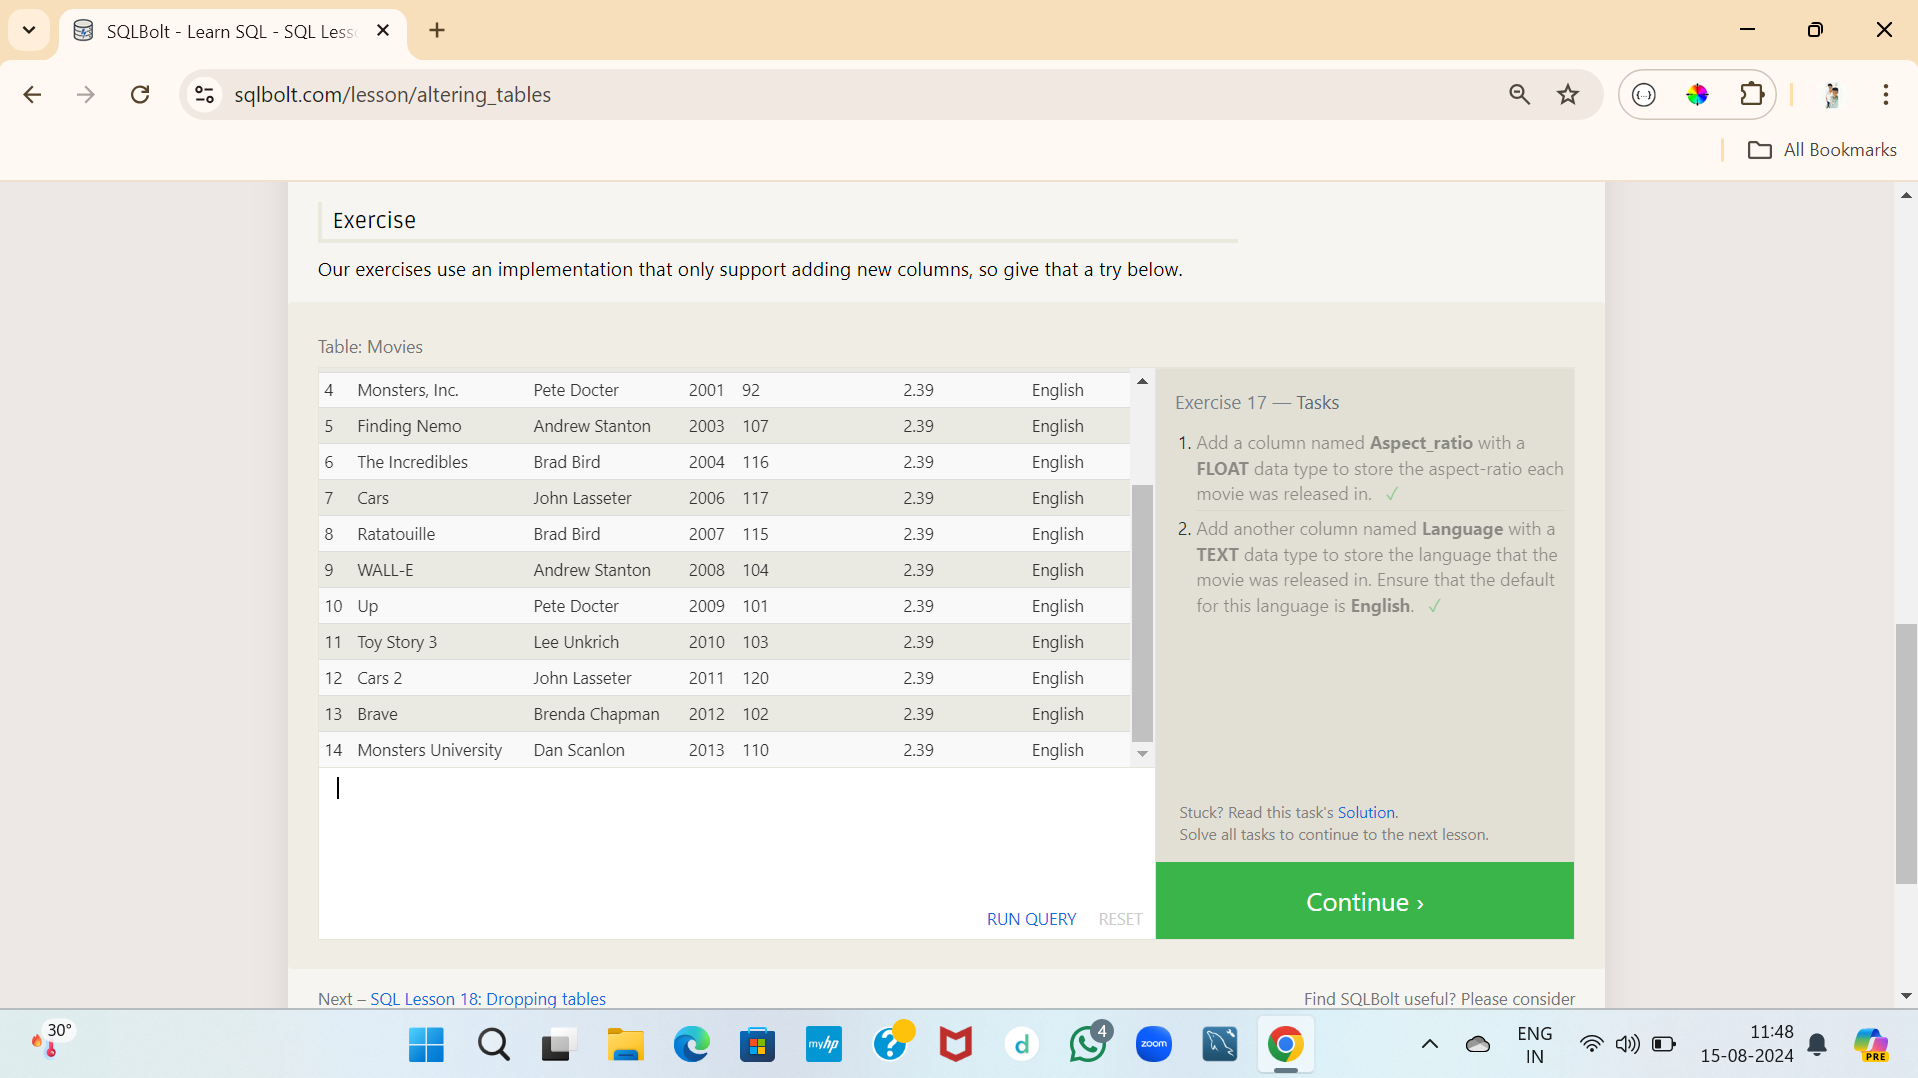 SQLBolt - Learn SQL - SQL Less
sqlbolt.com/lesson/altering_tables
All Bookmarks
Exercise
Our exercises use an implementation that only support adding new columns, so give that a try below.
Table: Movies
4 Monsters, Inc. Pete Docter 2001 92 2.39 English
5 Finding Nemo Andrew Stanton 2003 107 2.39 English
6 The Incredibles Brad Bird 2004 116 2.39 English
7 Cars John Lasseter 2006 117 2.39 English
8 Ratatouille Brad Bird 2007 115 2.39 English
9 WALL-E Andrew Stanton 2008 104 2.39 English
10 Up Pete Docter 2009 101 2.39 English
11 Toy Story 3 Lee Unkrich 2010 103 2.39 English
12 Cars 2 John Lasseter 2011 120 2.39 English
13 Brave Brenda Chapman 2012 102 2.39 English
14 Monsters University Dan Scanlon 2013 110 2.39 English
RUN QUERY RESET
Exercise 17 — Tasks
1. Add a column named Aspect_ratio with a
FLOAT data type to store the aspect-ratio each
movie was released in. ✓
2. Add another column named Language with a
TEXT data type to store the language that the
movie was released in. Ensure that the default
for this language is English. ✓
Stuck? Read this task's Solution.
Solve all tasks to continue to the next lesson.
Continue ›
Next – SQL Lesson 18: Dropping tables
Find SQLBolt useful? Please consider
30°
myhp
?
d
4
zoom
ENG
IN
11:48
15-08-2024
PRE